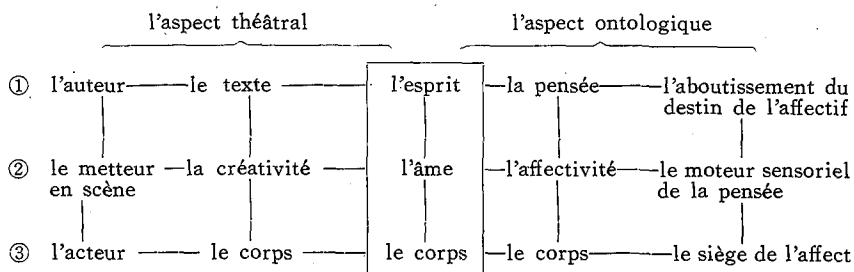 l'aspect théâtral l'aspect ontologique
① l'auteur le texte l'esprit la pensée l'aboutissement du
destin de l'affectif
② le metteur la créativité l'âme l'affectivité le moteur sensoriel
en scène de la pensée
③ l'acteur le corps le corps le corps le siège de l'affect